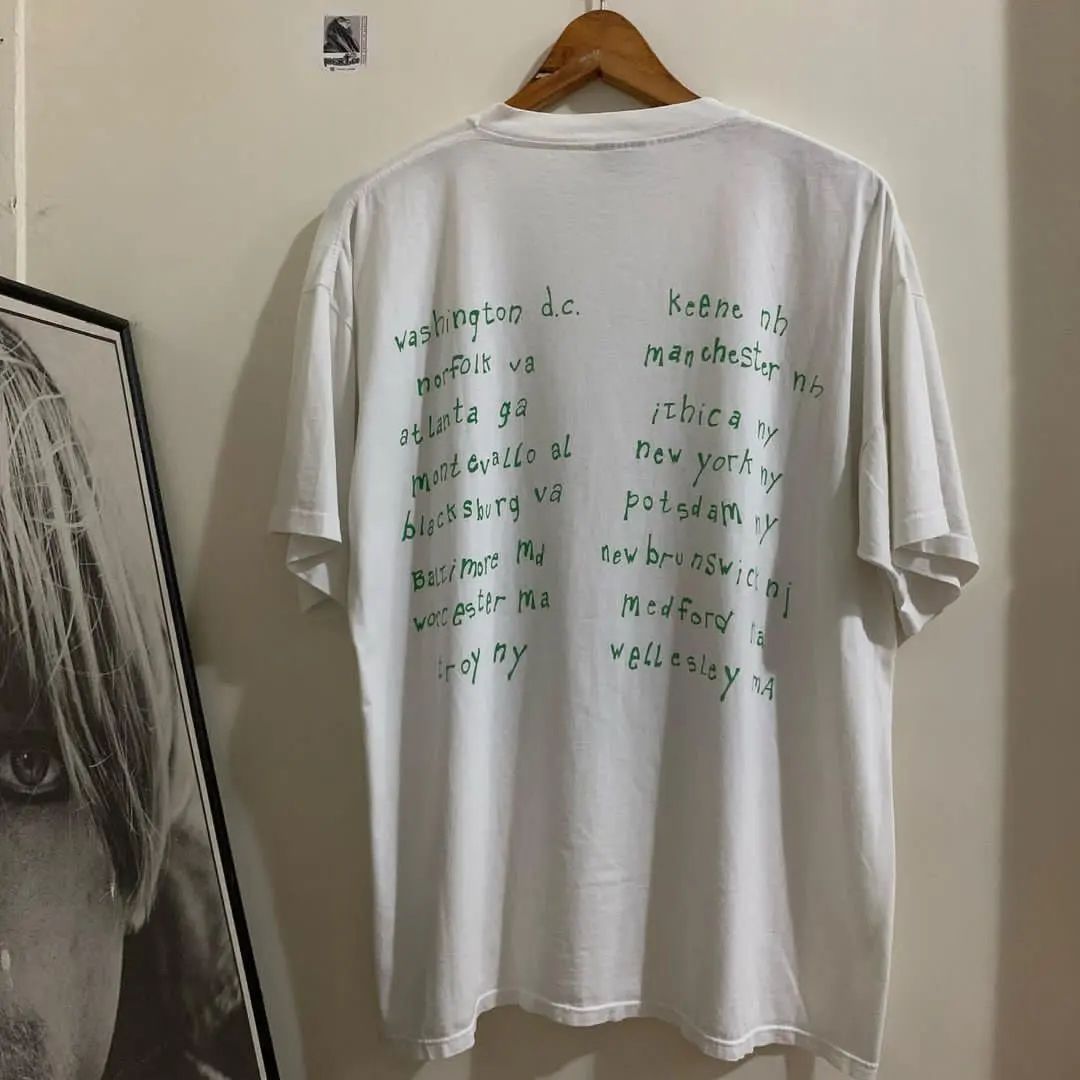 washington d.c.
norfolk va
atlanta ga
montevallo al
blacksburg va
Baltimore Md
worcester ma
troy ny
keene nh
manchester nh
iThica ny
new york ny
potsdam ny
new brunswick nj
medford
wellesley mA